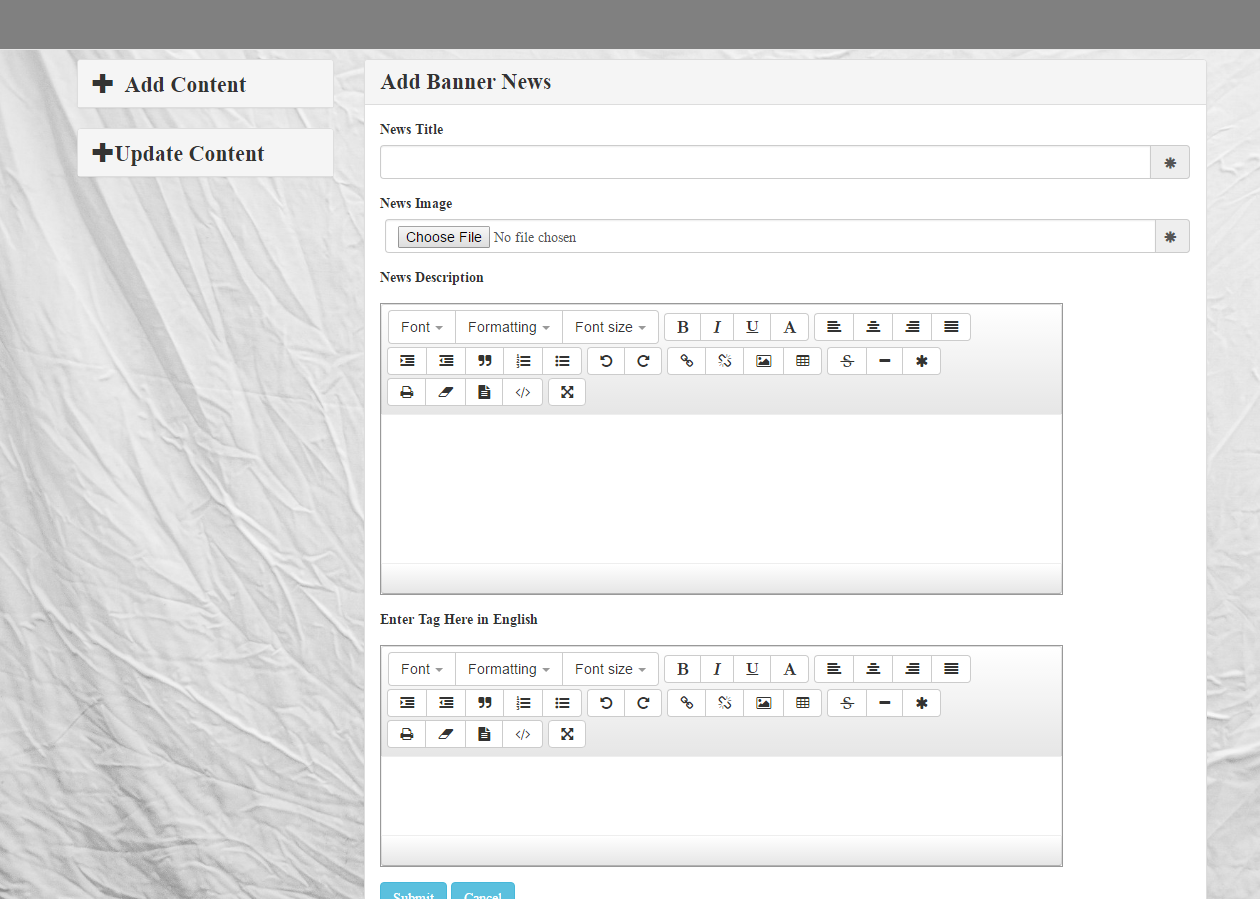 Add Content
Update Content
Add Banner News
News Title
News Image
Choose File No file chosen
News Description
Font Formatting Font size B I U A
S
</>
Enter Tag Here in English
Font Formatting Font size B I U A
S
</>
Submit Cancel